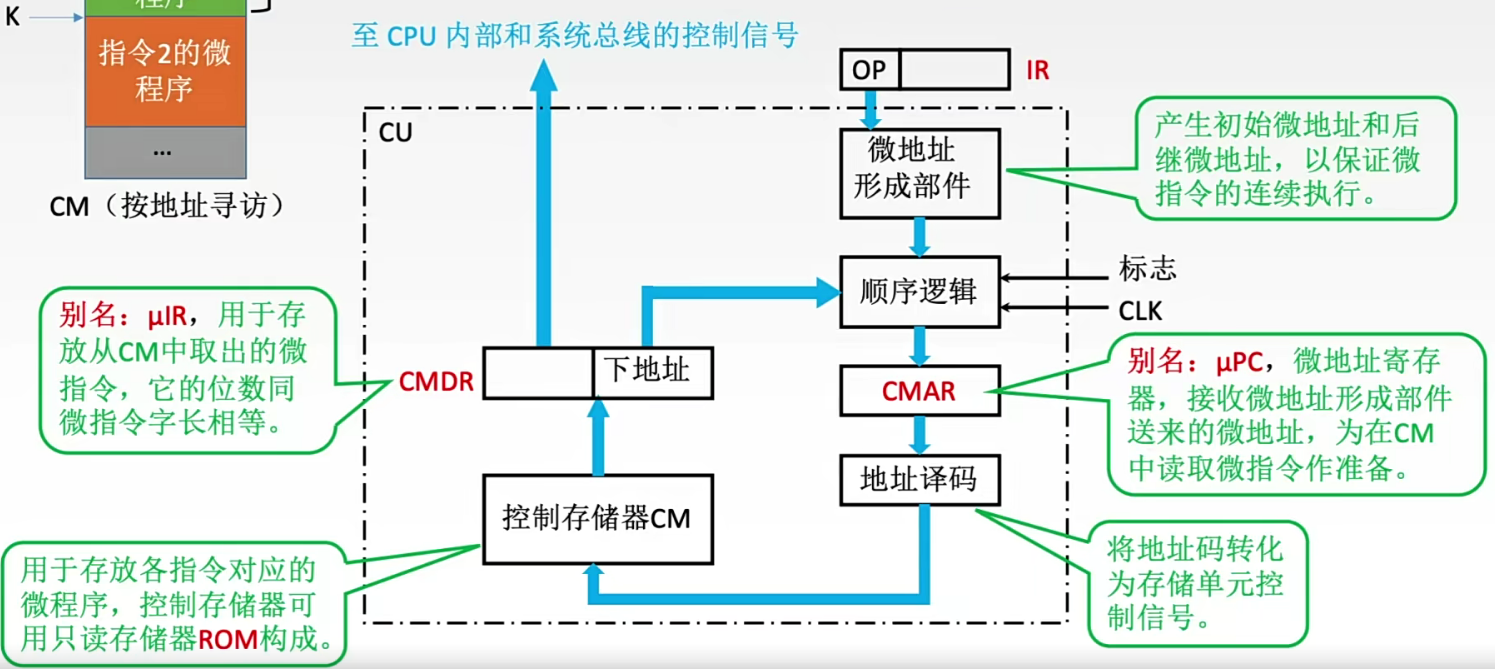 K
程序
指令2的微
程序
...
CM（按地址寻访）
至 CPU 内部和系统总线的控制信号
OP
IR
CU
微地址
形成部件
产生初始微地址和后
继微地址，以保证微
指令的连续执行。
顺序逻辑
标志
CLK
别名：μIR，用于存
放从CM中取出的微
指令，它的位数同
微指令字长相等。
CMDR
下地址
CMAR
别名：μPC，微地址寄存
器，接收微地址形成部件
送来的微地址，为在CM
中读取微指令作准备。
地址译码
控制存储器CM
用于存放各指令对应的
微程序，控制存储器可
用只读存储器ROM构成。
将地址码转化
为存储单元控
制信号。